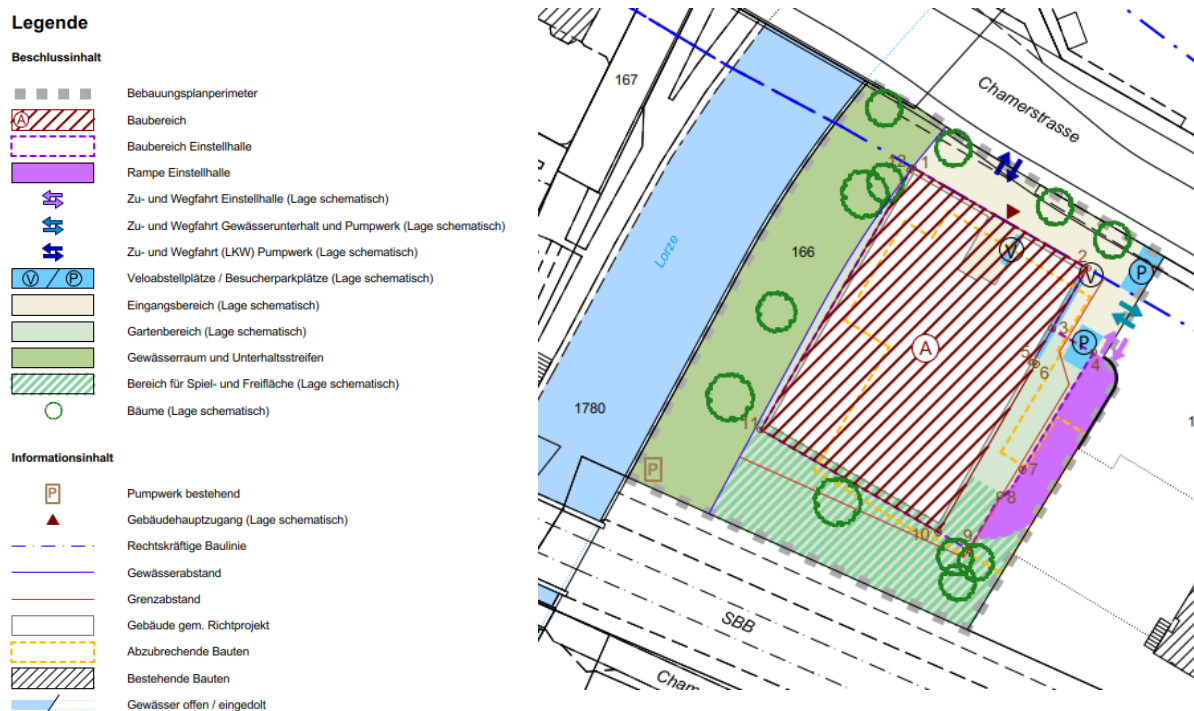 Legende
Beschlussinhalt
Bebauungsplanperimeter
A
Baubereich
Baubereich Einstellhalle
Rampe Einstellhalle
Zu- und Wegfahrt Einstellhalle (Lage schematisch)
Zu- und Wegfahrt Gewässerunterhalt und Pumpwerk (Lage schematisch)
Zu- und Wegfahrt (LKW) Pumpwerk (Lage schematisch)
V / P
Veloabstellplätze / Besucherparkplätze (Lage schematisch)
Eingangsbereich (Lage schematisch)
Gartenbereich (Lage schematisch)
Gewässerraum und Unterhaltsstreifen
Bereich für Spiel- und Freifläche (Lage schematisch)
Bäume (Lage schematisch)
Informationsinhalt
P
Pumpwerk bestehend
Gebäudehauptzugang (Lage schematisch)
Rechtskräftige Baulinie
Gewässerabstand
Grenzabstand
Gebäude gem. Richtprojekt
Abzubrechende Bauten
Bestehende Bauten
Gewässer offen / eingedolt
167
Chamerstrasse
12
1
Lorze
166
V
2
V
P
3
P
4
5
6
A
1780
11
P
7
8
10
9
SBB
Cham
1